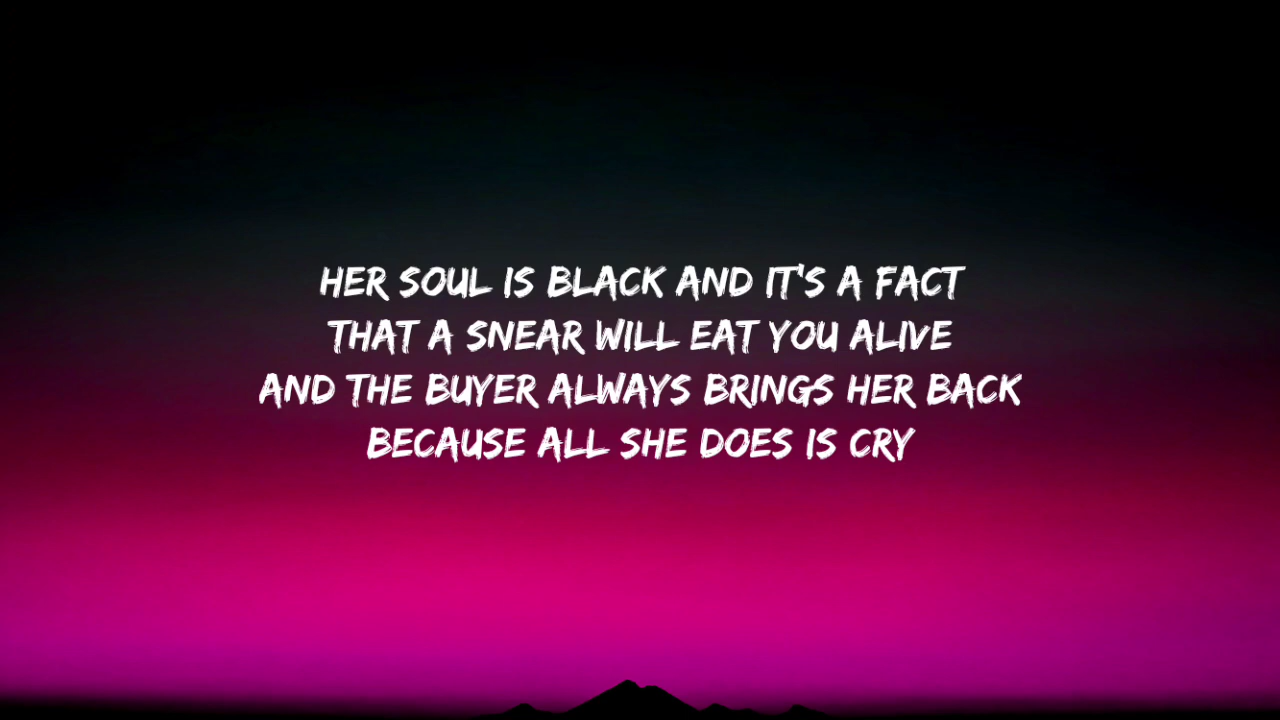 HER SOUL IS BLACK AND IT'S A FACT
THAT A SNEAR WILL EAT YOU ALIVE
AND THE BUYER ALWAYS BRINGS HER BACK
BECAUSE ALL SHE DOES IS CRY